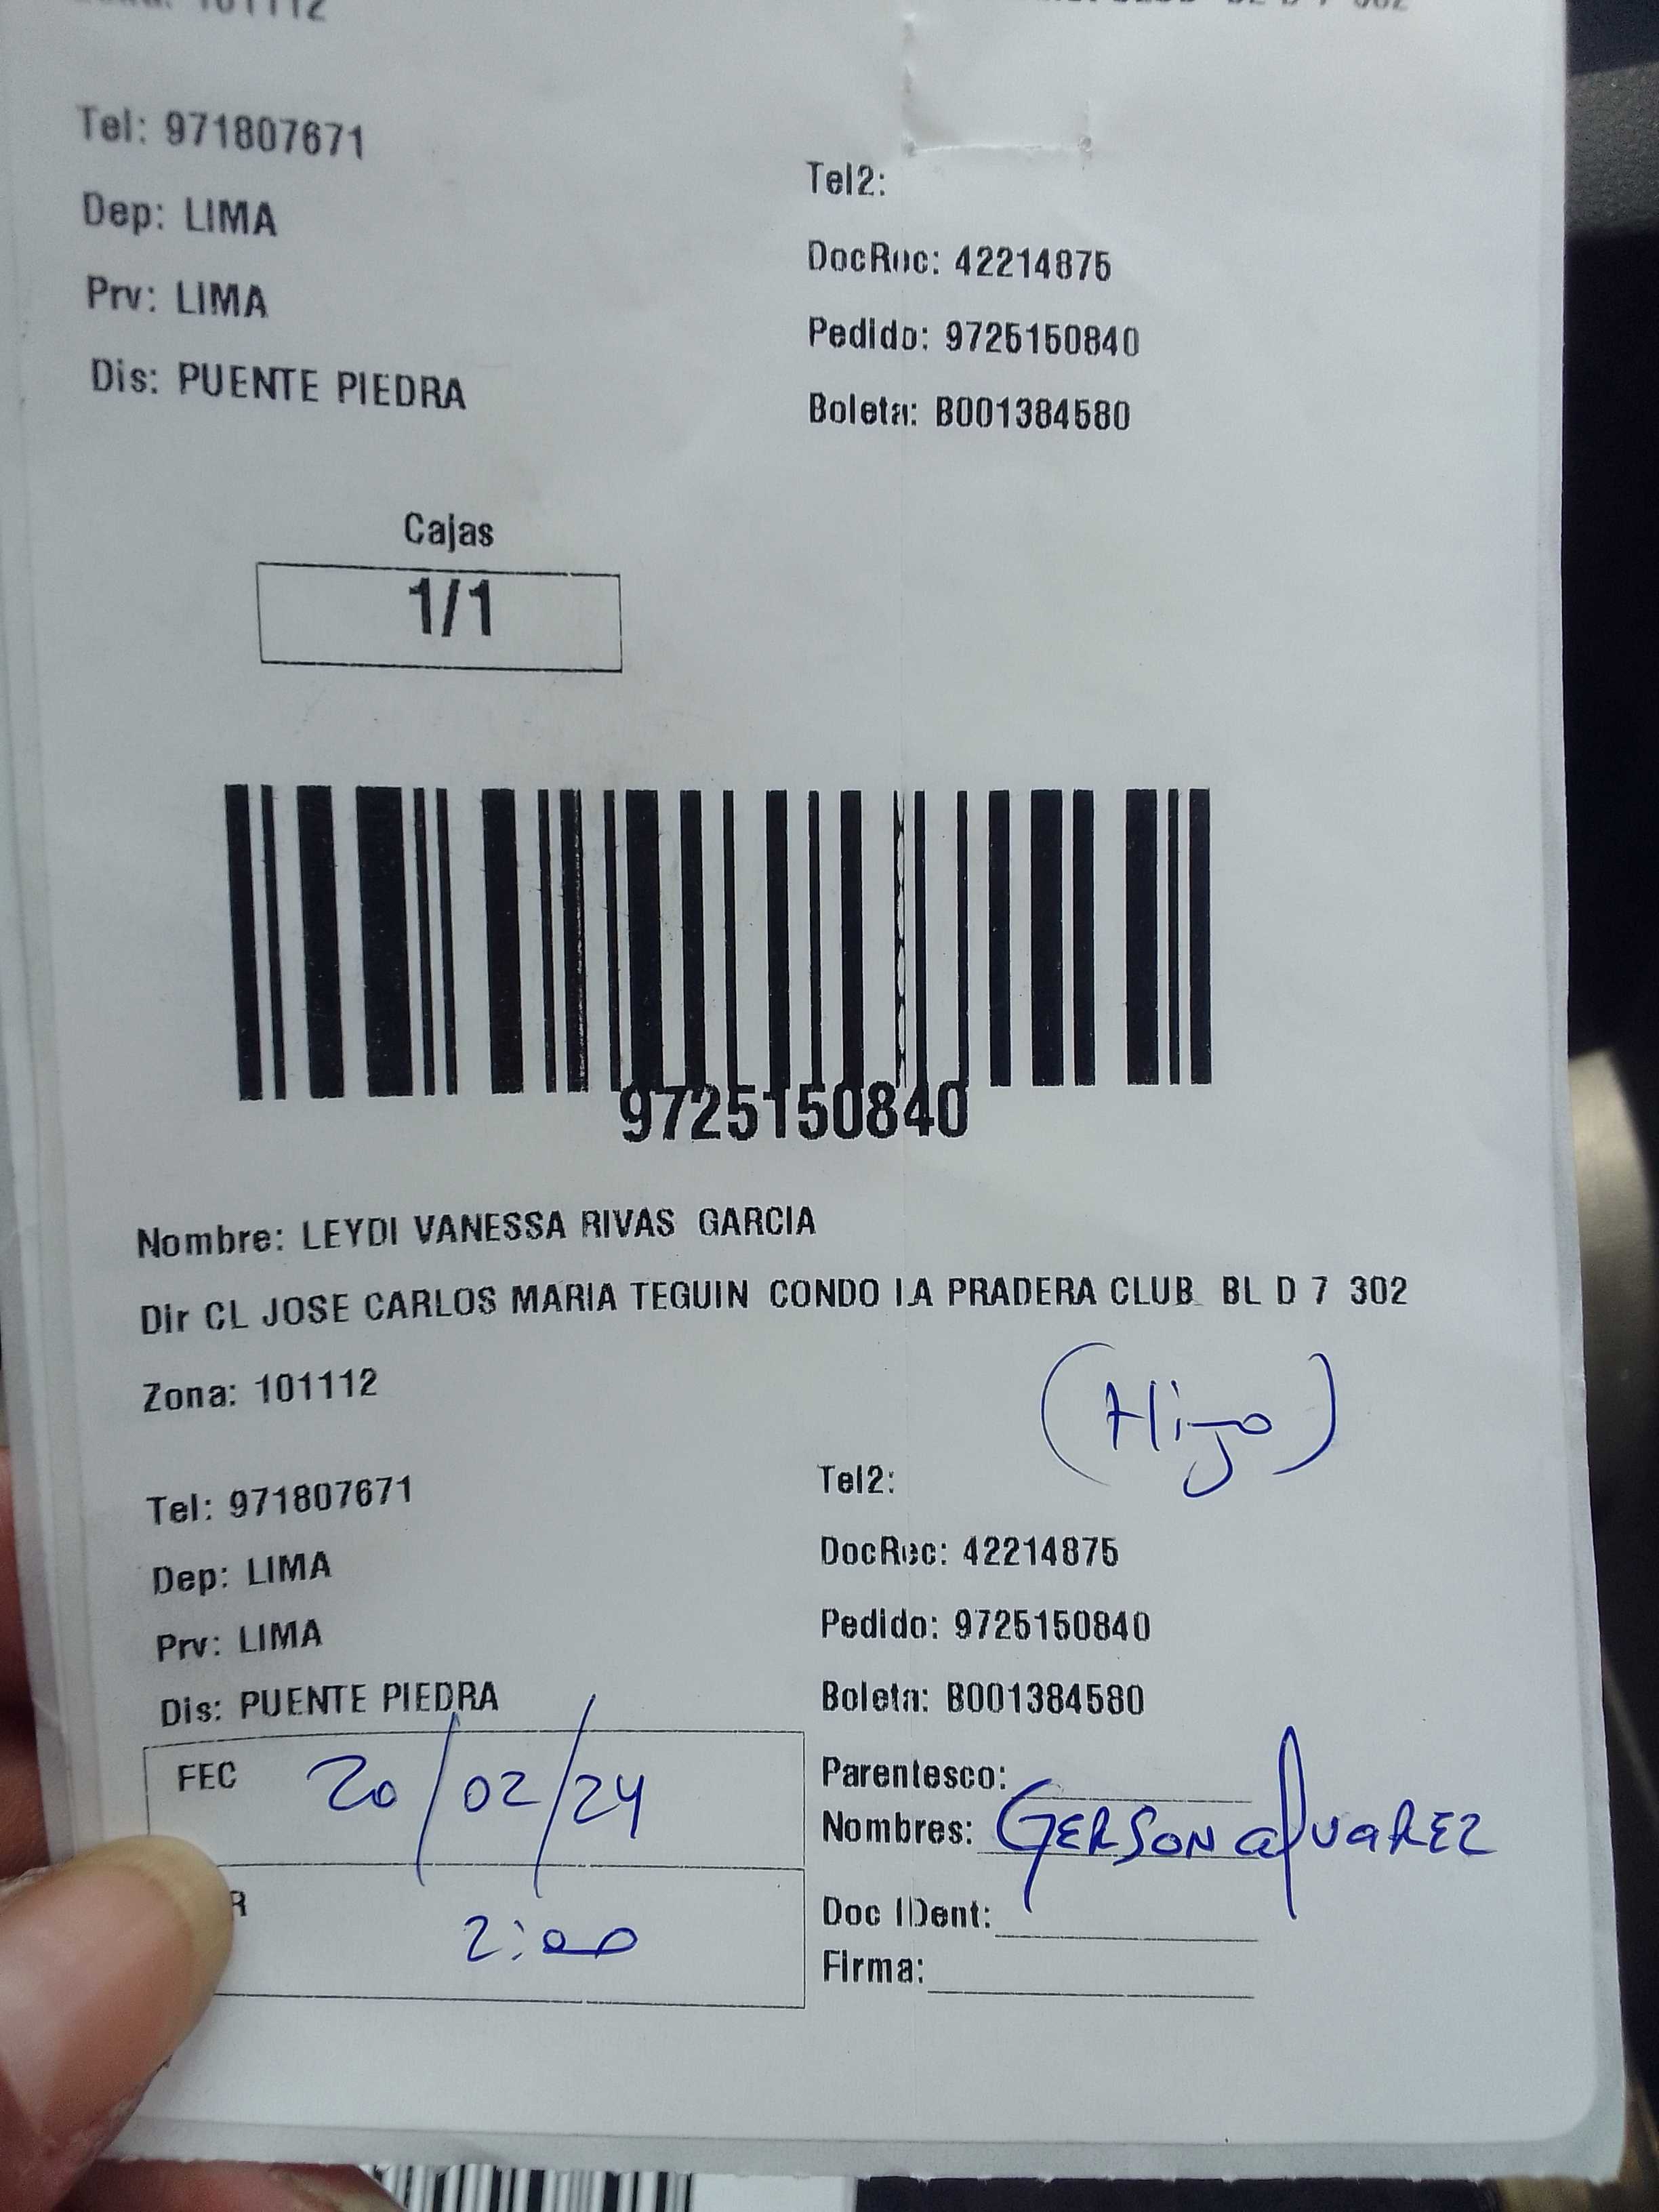 101112
Tel: 971807671
Tel2:
Dep: LIMA
DocRec: 42214875
Prv: LIMA
Pedido: 9725150840
Dis: PUENTE PIEDRA
Boleta: B001384580
Cajas
1/1
9725150840
Nombre: LEYDI VANESSA RIVAS GARCIA
Dir CL JOSE CARLOS MARIA TEGUIN CONDO LA PRADERA CLUB BL D 7 302
Zona: 101112
(Hijo)
Tel: 971807671
Tel2:
Dep: LIMA
DocRec: 42214875
Prv: LIMA
Pedido: 9725150840
Dis: PUENTE PIEDRA
Boleta: B001384580
FEC 20/02/24
Parentesco:
Nombres: GERSON alvaREZ
R 2:00
Doc IDent:
Firma: